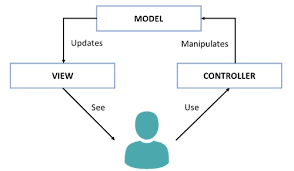 MODEL
Updates
Manipulates
VIEW
CONTROLLER
See
Use